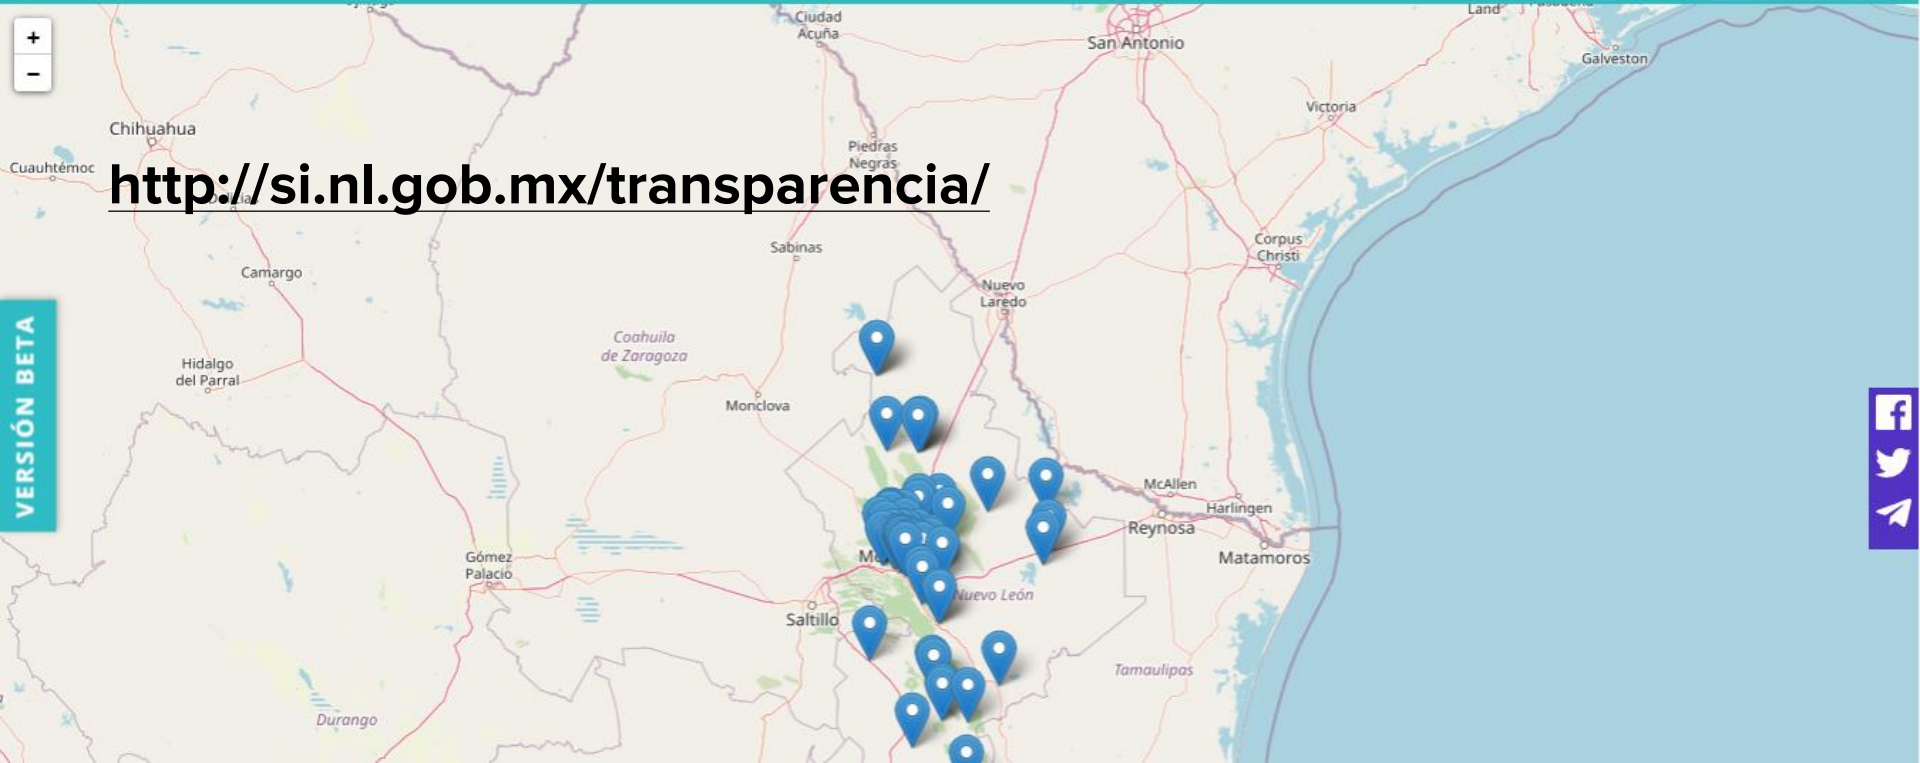 Land
Ciudad
Acuña
San Antonio
Galveston
+
−
Victoria
Chihuahua
Piedras
Negras
Cuauhtémoc
http://si.nl.gob.mx/transparencia/
Corpus
Christi
Sabinas
Camargo
Nuevo
Laredo
Coahuila
de Zaragoza
Hidalgo
del Parral
Monclova
VERSIÓN BETA
McAllen
Harlingen
Reynosa
Matamoros
Gómez
Palacio
Nuevo León
Saltillo
Tamaulipas
Durango